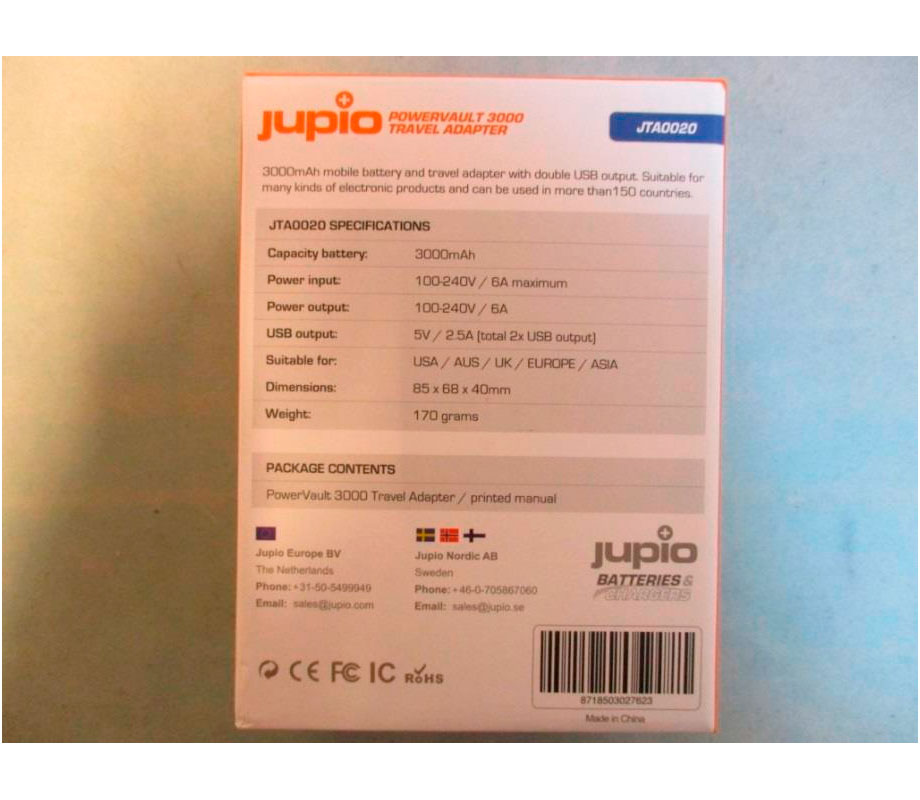 jupio POWERVAULT 3000
TRAVEL ADAPTER
JTA0020
3000mAh mobile battery and travel adapter with double USB output. Suitable for
many kinds of electronic products and can be used in more than150 countries.
JTA0020 SPECIFICATIONS
Capacity battery: 3000mAh
Power input: 100-240V / 6A maximum
Power output: 100-240V / 6A
USB output: 5V / 2.5A (total 2x USB output)
Suitable for: USA / AUS / UK / EUROPE / ASIA
Dimensions: 85 x 68 x 40mm
Weight: 170 grams
PACKAGE CONTENTS
PowerVault 3000 Travel Adapter / printed manual
Jupio Europe BV
The Netherlands
Phone: +31-50-5499949
Email: sales@jupio.com
Jupio Nordic AB
Sweden
Phone: +46-0-705867060
Email: sales@jupio.se
jupio
BATTERIES &
CHARGERS
CE FC IC RoHS
8718503027623
Made in China